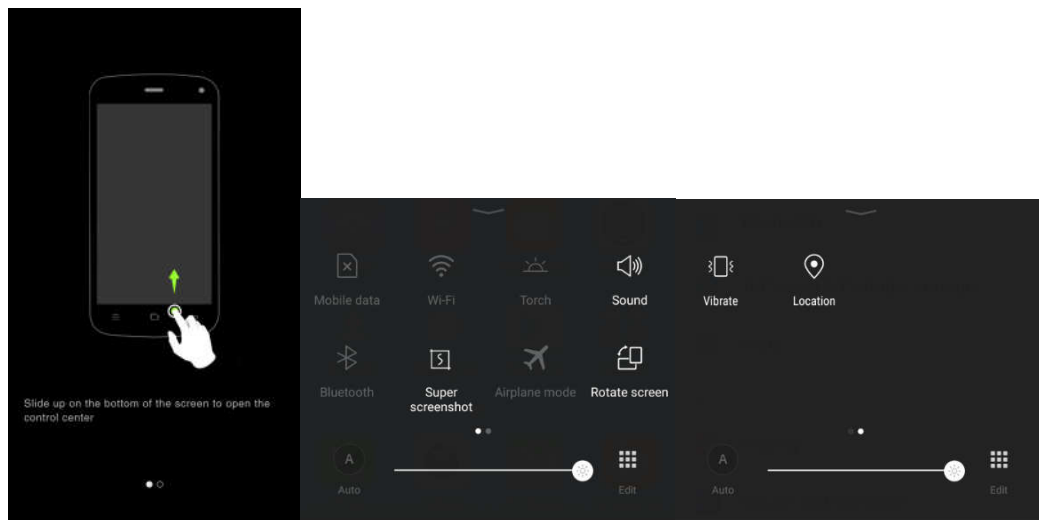 Slide up on the bottom of the screen to open the
control center
Mobile data
Wi-Fi
Torch
Sound
Bluetooth
Super
screenshot
Airplane mode
Rotate screen
A
Auto
Edit
Vibrate
Location
A
Auto
Edit